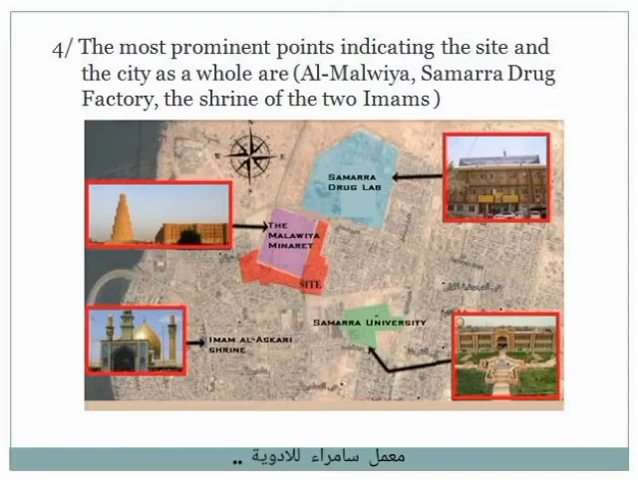 4/ The most prominent points indicating the site and
the city as a whole are (Al-Malwiya, Samarra Drug
Factory, the shrine of the two Imams )
W
E
SAMARRA
DRUG LAB
THE
MALAWIYA
MINARET
SITE
SAMARRA UNIVERSITY
IMAM AL-ASKARI
SHRINE
معمل سامراء للادوية ..